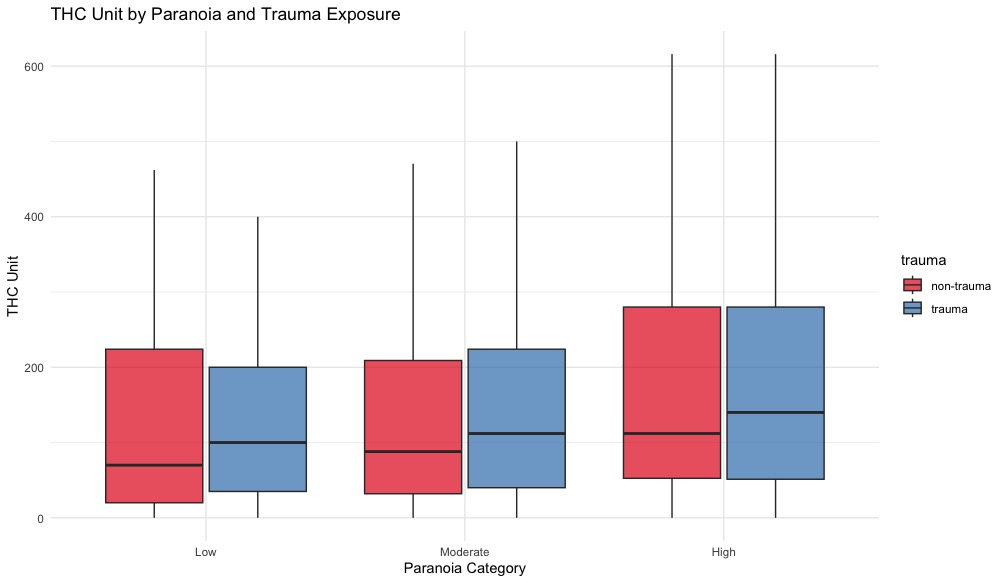 THC Unit by Paranoia and Trauma Exposure
THC Unit
600
400
200
0
Low
Moderate
High
Paranoia Category
trauma
non-trauma
trauma